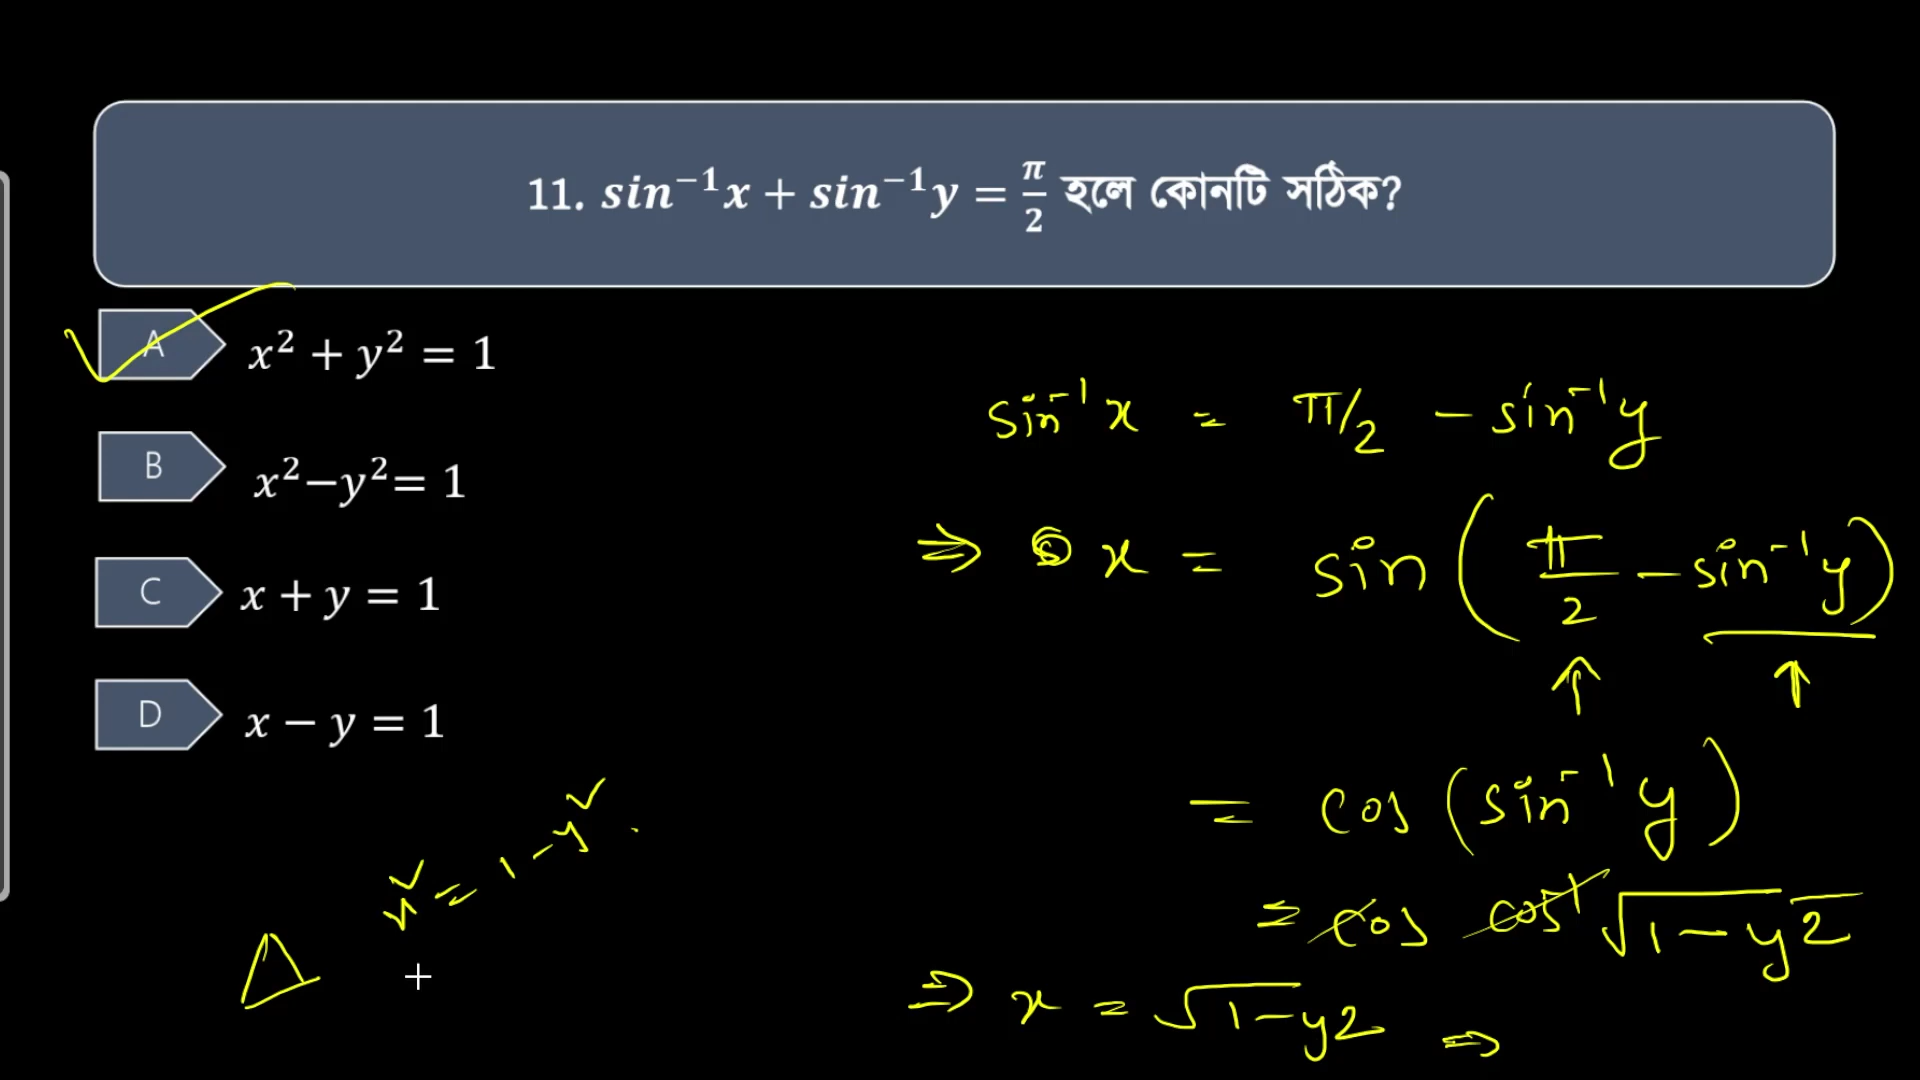 11. sin⁻¹x + sin⁻¹y = π/2 হলে কোনটি সঠিক?
A x² + y² = 1
B x²−y²= 1
C x + y = 1
D x − y = 1
sin⁻¹x = π/2 − sin⁻¹y
⇒ x = sin(π/2 − sin⁻¹y)
= cos(sin⁻¹y)
= cos cos⁻¹√1−y²
⇒ x = √1−y2 ⇒
x² = 1 − y².